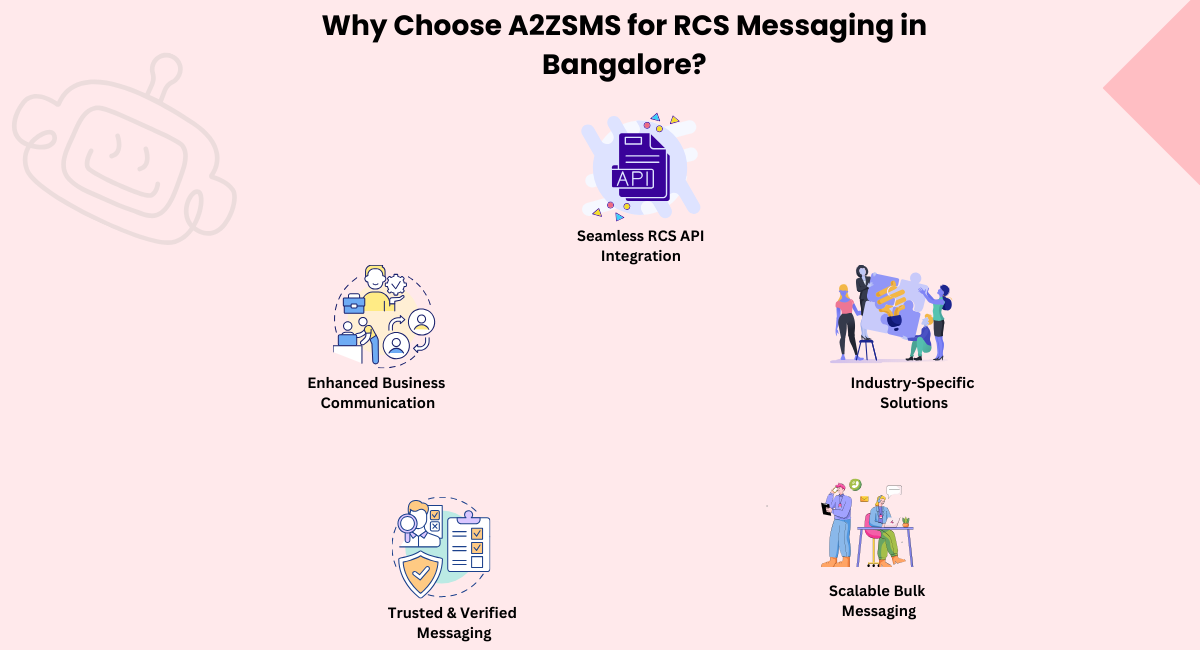 Why Choose A2ZSMS for RCS Messaging in
Bangalore?
API
Seamless RCS API
Integration
Enhanced Business
Communication
Industry-Specific
Solutions
Trusted & Verified
Messaging
Scalable Bulk
Messaging